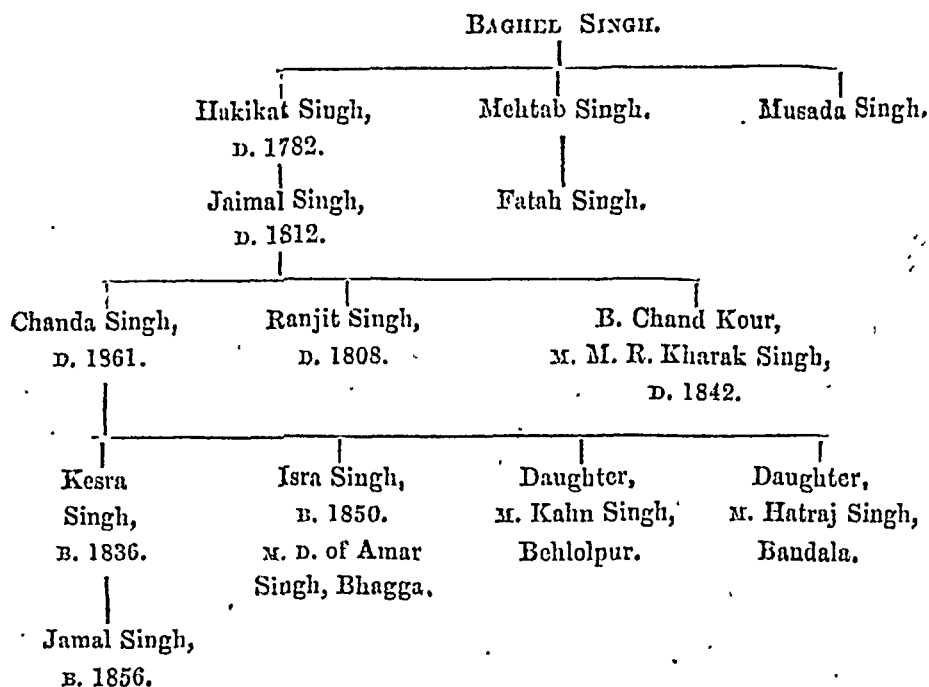 BAGHEL SINGH.
Hakikat Singh,
D. 1782.
Mehtab Singh.
Musada Singh.
Jaimal Singh,
D. 1812.
Fatah Singh.
Chanda Singh,
D. 1861.
Ranjit Singh,
D. 1808.
B. Chand Kour,
M. M. R. Kharak Singh,
D. 1842.
Kesra
Singh,
B. 1836.
Isra Singh,
B. 1850.
M. D. of Amar
Singh, Bhagga.
Daughter,
M. Kahn Singh,
Behlolpur.
Daughter,
M. Hatraj Singh,
Bandala.
Jamal Singh,
B. 1856.